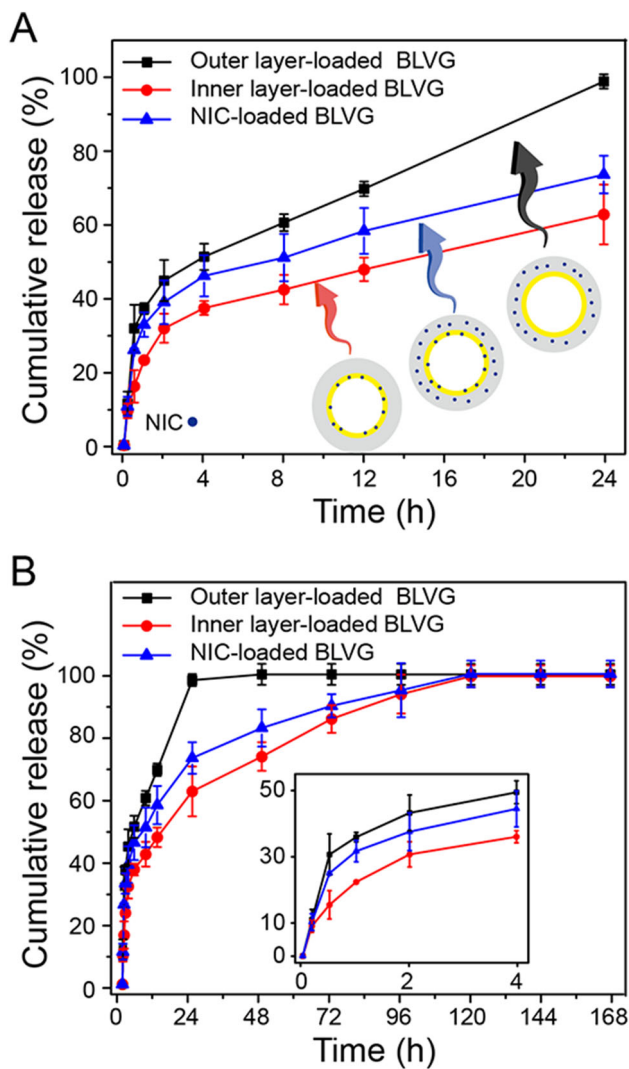 A
Outer layer-loaded BLVG
Inner layer-loaded BLVG
NIC-loaded BLVG
Cumulative release (%)
100
80
60
40
20
0
NIC
0 4 8 12 16 20 24
Time (h)
B
Outer layer-loaded BLVG
Inner layer-loaded BLVG
NIC-loaded BLVG
Cumulative release (%)
100
80
60
40
20
0
50
30
10
0
0 2 4
0 24 48 72 96 120 144 168
Time (h)